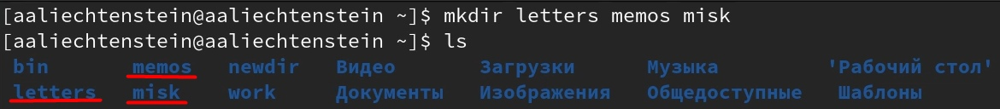 [aaliechtenstein@aaliechtenstein ~]$ mkdir letters memos misk
[aaliechtenstein@aaliechtenstein ~]$ ls
bin memos newdir Видео Загрузки Музыка 'Рабочий стол'
letters misk work Документы Изображения Общедоступные Шаблоны